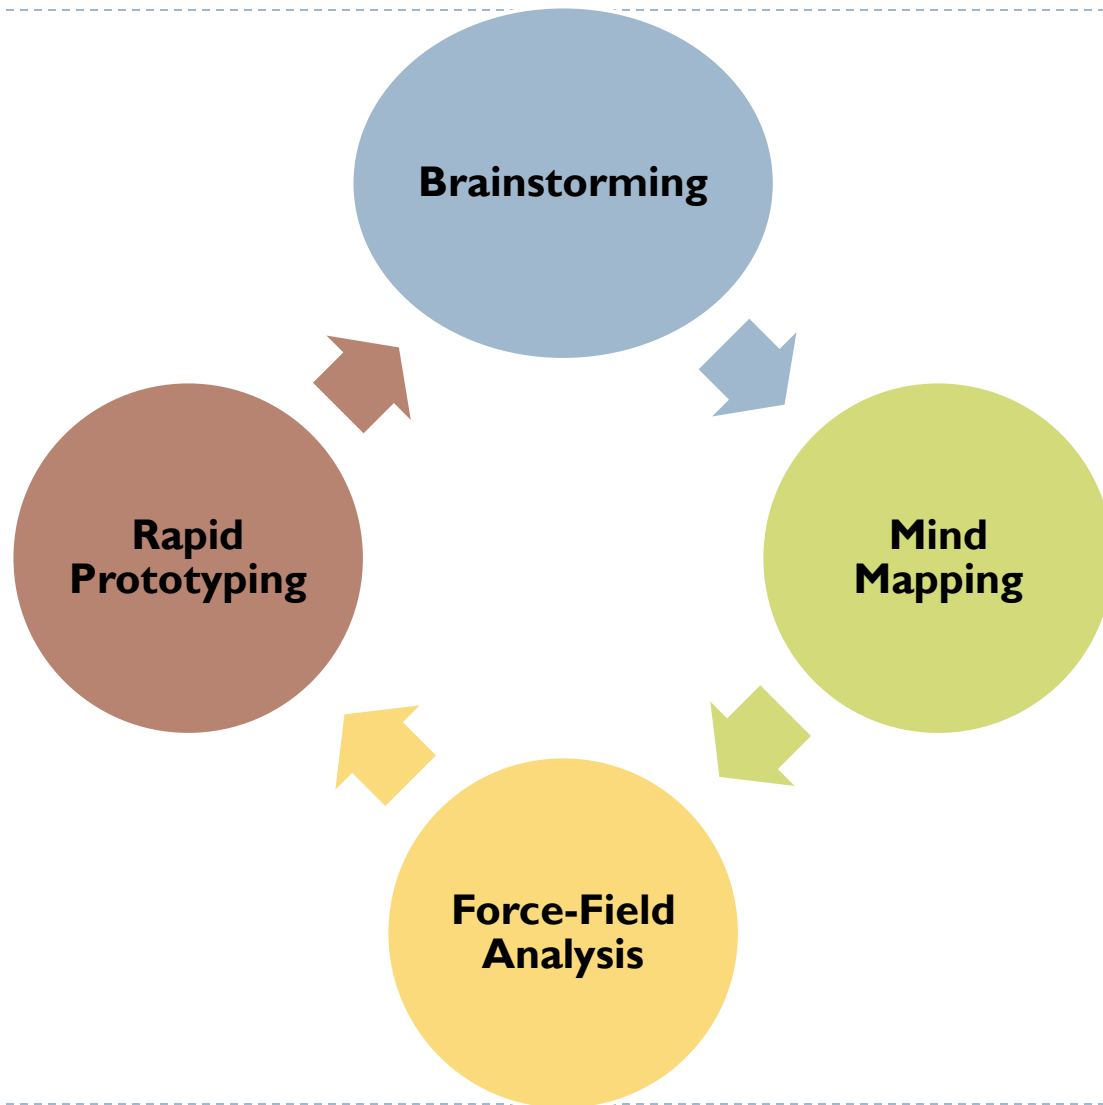 Brainstorming
Mind
Mapping
Force-Field
Analysis
Rapid
Prototyping